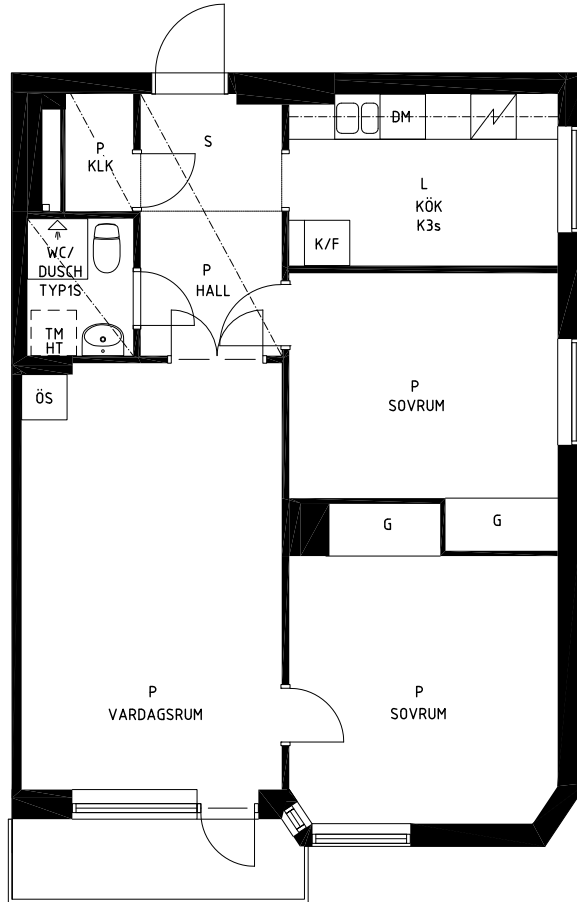 DM
S
P
KLK
L
KÖK
K3s
K/F
WC/
DUSCH
TYP1S
P
HALL
TM
HT
ÖS
P
SOVRUM
G
G
P
VARDAGSRUM
P
SOVRUM